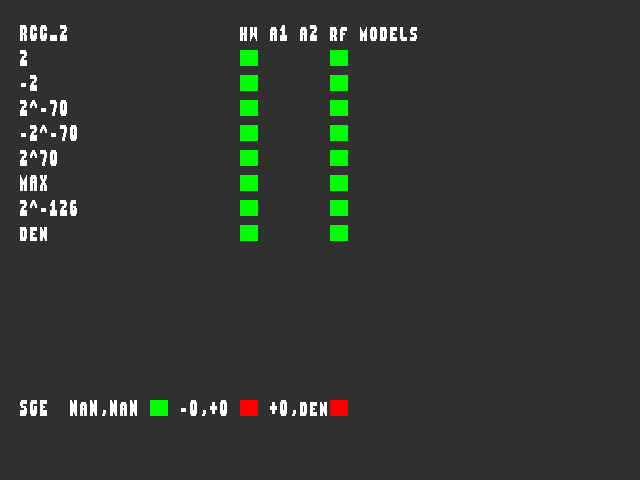 RCC_2 HW A1 A2 RF MODELS
2
-2
2^-70
-2^-70
2^70
MAX
2^-126
DEN
SGE NAN,NAN -0,+0 +0,DEN